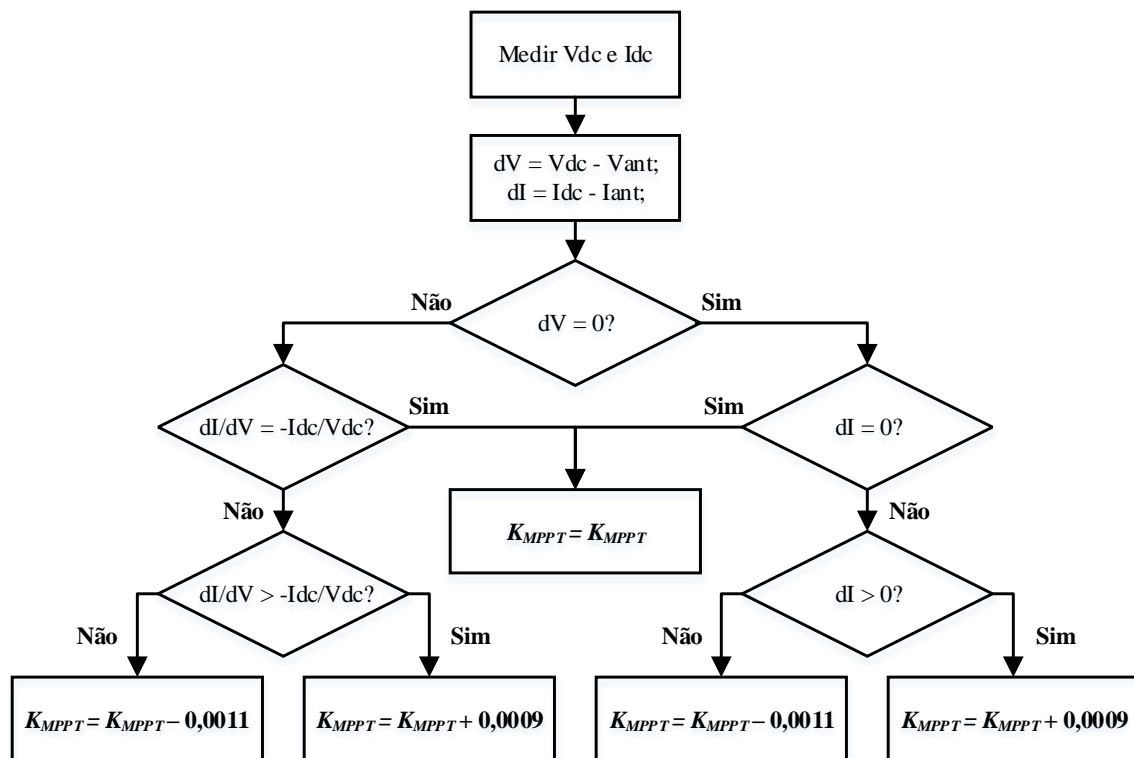 Medir Vdc e Idc
dV = Vdc - Vant;
dI = Idc - Iant;
Não
Sim
dV = 0?
dI/dV = -Idc/Vdc?
Sim
Sim
dI = 0?
Não
Não
K_MPPT = K_MPPT
dI/dV > -Idc/Vdc?
dI > 0?
Não
Sim
Não
Sim
K_MPPT = K_MPPT – 0,0011
K_MPPT = K_MPPT + 0,0009
K_MPPT = K_MPPT – 0,0011
K_MPPT = K_MPPT + 0,0009